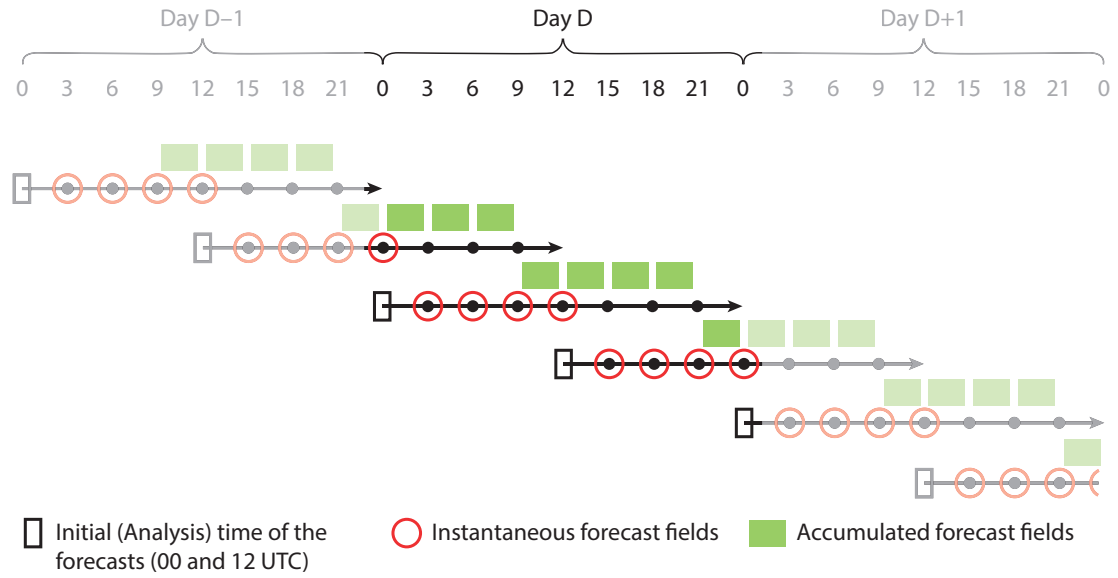 Day D–1 Day D Day D+1
0 3 6 9 12 15 18 21 0 3 6 9 12 15 18 21 0 3 6 9 12 15 18 21 0
Initial (Analysis) time of the Instantaneous forecast fields Accumulated forecast fields
forecasts (00 and 12 UTC)